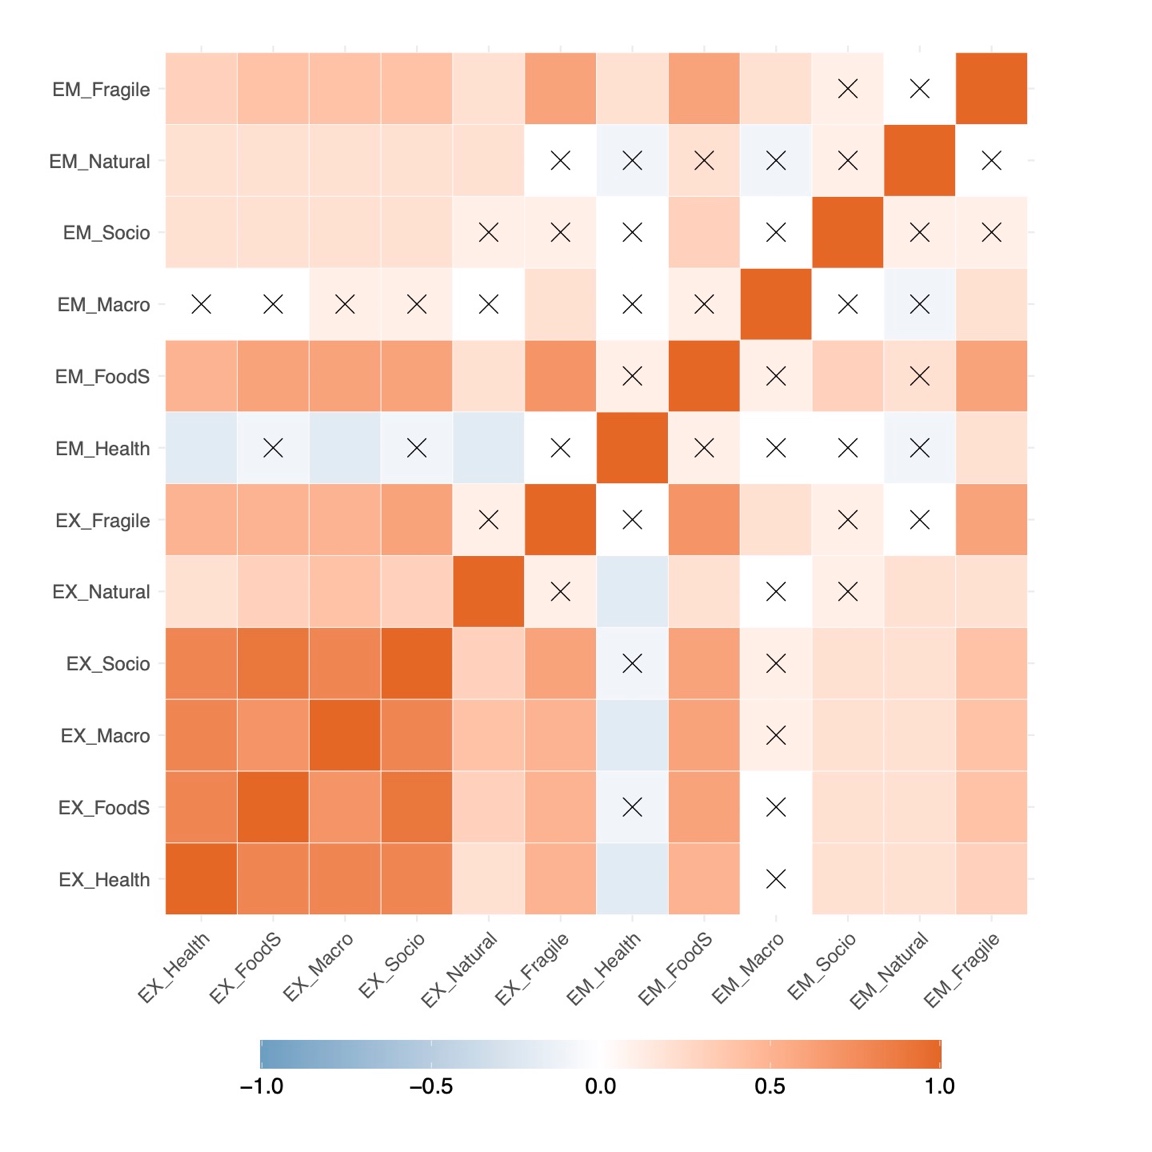 EM_Fragile
EM_Natural
EM_Socio
EM_Macro
EM_FoodS
EM_Health
EX_Fragile
EX_Natural
EX_Socio
EX_Macro
EX_FoodS
EX_Health
EX_Health
EX_FoodS
EX_Macro
EX_Socio
EX_Natural
EX_Fragile
EM_Health
EM_FoodS
EM_Macro
EM_Socio
EM_Natural
EM_Fragile
−1.0 −0.5 0.0 0.5 1.0